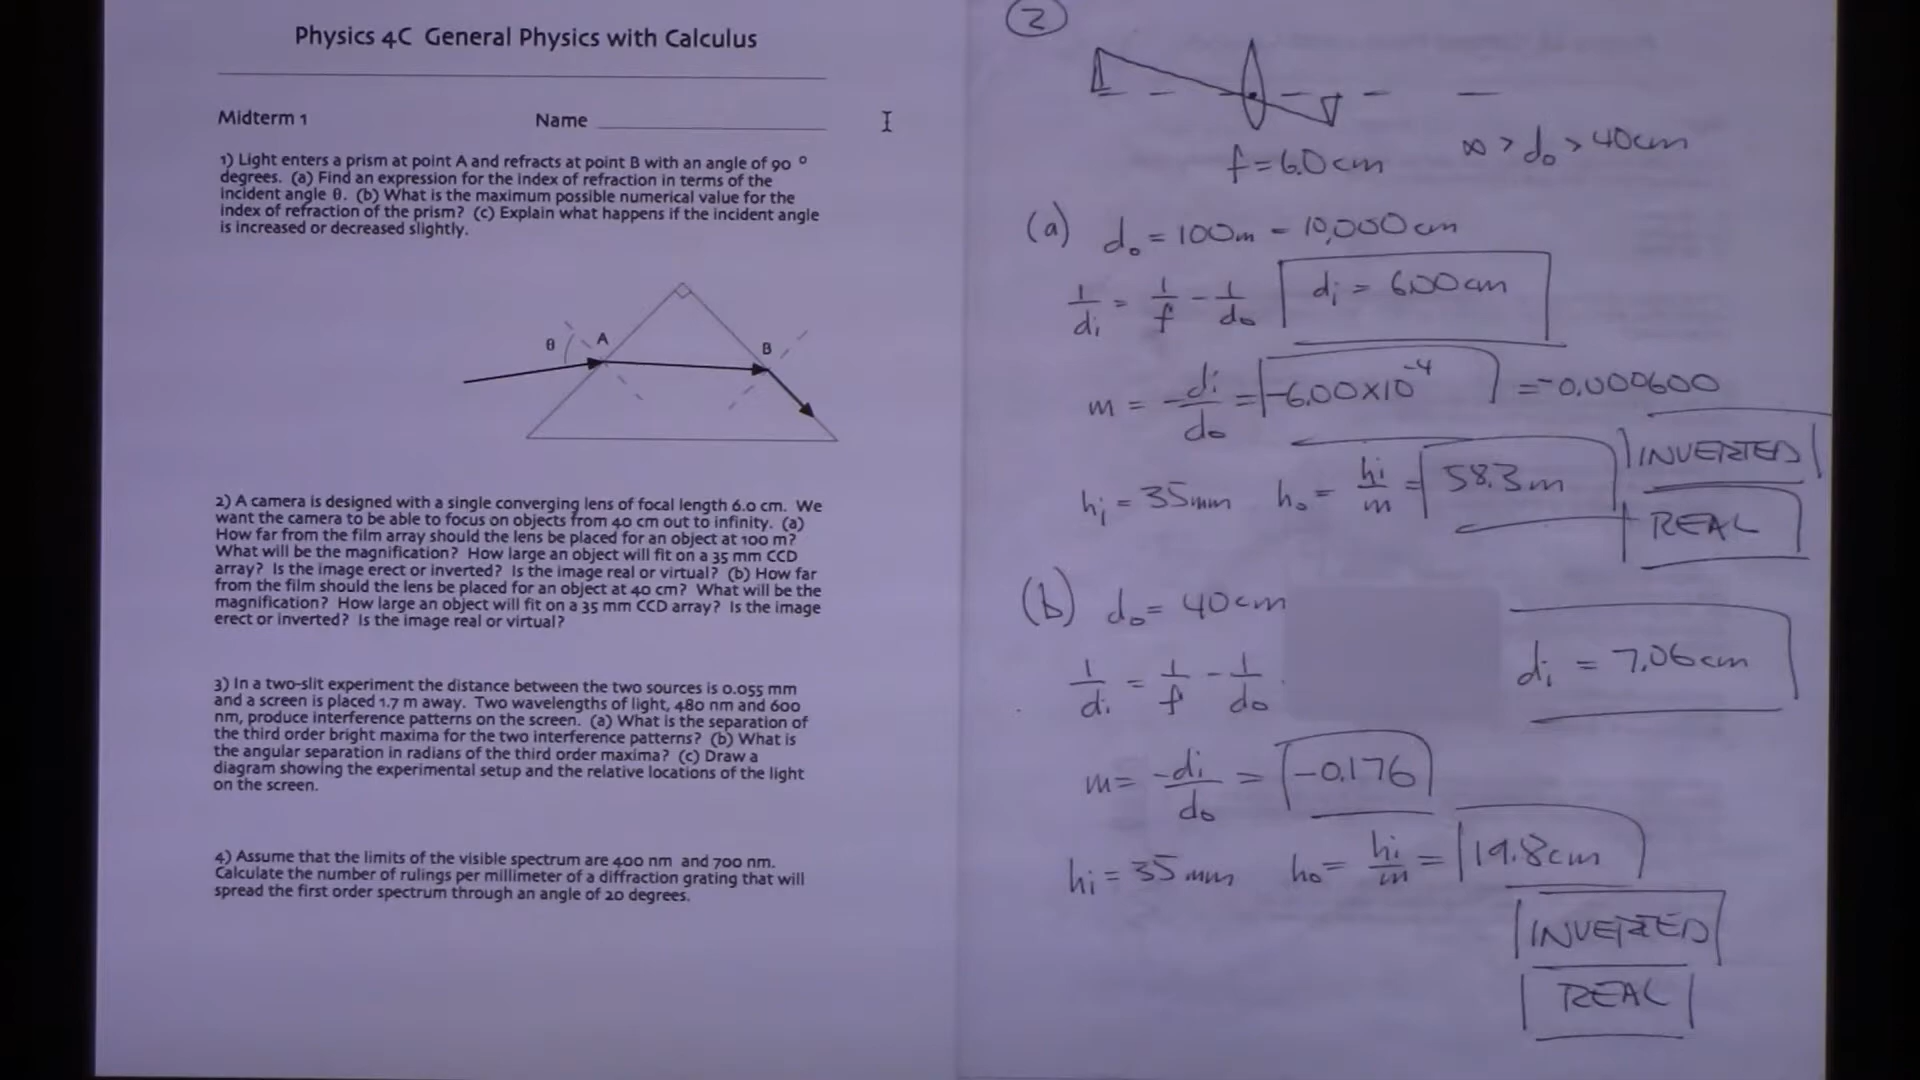 Physics 4C General Physics with Calculus
Midterm 1
Name
1) Light enters a prism at point A and refracts at point B with an angle of 90 °
degrees. (a) Find an expression for the index of refraction in terms of the
incident angle θ. (b) What is the maximum possible numerical value for the
index of refraction of the prism? (c) Explain what happens if the incident angle
is increased or decreased slightly.
θ
A
B
2) A camera is designed with a single converging lens of focal length 6.0 cm. We
want the camera to be able to focus on objects from 40 cm out to infinity. (a)
How far from the film array should the lens be placed for an object at 100 m?
What will be the magnification? How large an object will fit on a 35 mm CCD
array? Is the image erect or inverted? Is the image real or virtual? (b) How far
from the film should the lens be placed for an object at 40 cm? What will be the
magnification? How large an object will fit on a 35 mm CCD array? Is the image
erect or inverted? Is the image real or virtual?
3) In a two-slit experiment the distance between the two sources is 0.055 mm
and a screen is placed 1.7 m away. Two wavelengths of light, 480 nm and 600
nm, produce interference patterns on the screen. (a) What is the separation of
the third order bright maxima for the two interference patterns? (b) What is
the angular separation in radians of the third order maxima? (c) Draw a
diagram showing the experimental setup and the relative locations of the light
on the screen.
4) Assume that the limits of the visible spectrum are 400 nm and 700 nm.
Calculate the number of rulings per millimeter of a diffraction grating that will
spread the first order spectrum through an angle of 20 degrees.
2
f = 6.0 cm
∞ > do > 40cm
(a) do = 100m = 10,000 cm
1/di = 1/f - 1/do
di = 6.00 cm
m = -di/do = -6.00×10⁻⁴ = -0.000600
hi = 35mm ho = hi/m = 58.3m
INVERTED
REAL
(b) do = 40cm
1/di = 1/f - 1/do
di = 7.06 cm
m = -di/do = -0.176
hi = 35 mm ho = hi/m = 19.8cm
INVERTED
REAL